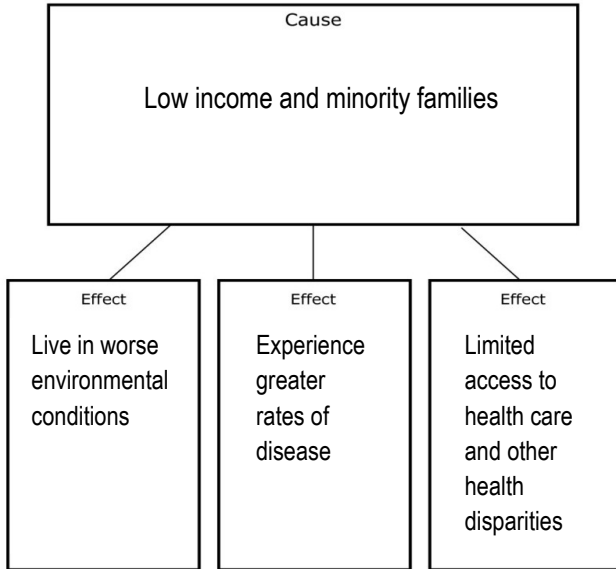 Cause
Low income and minority families
Effect
Live in worse
environmental
conditions
Effect
Experience
greater
rates of
disease
Effect
Limited
access to
health care
and other
health
disparities